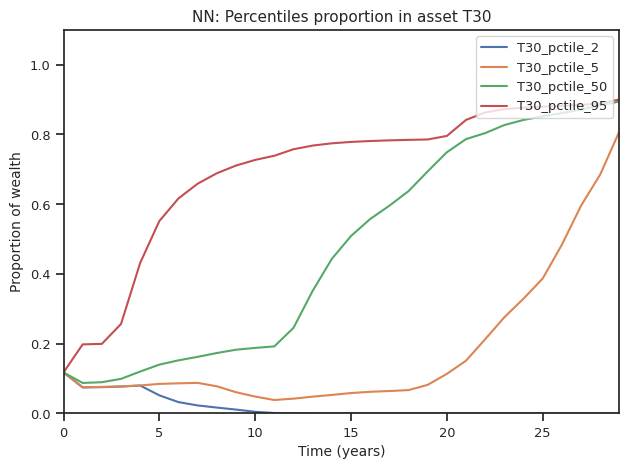 NN: Percentiles proportion in asset T30
T30_pctile_2
T30_pctile_5
T30_pctile_50
T30_pctile_95
Proportion of wealth
1.0
0.8
0.6
0.4
0.2
0.0
0 5 10 15 20 25
Time (years)